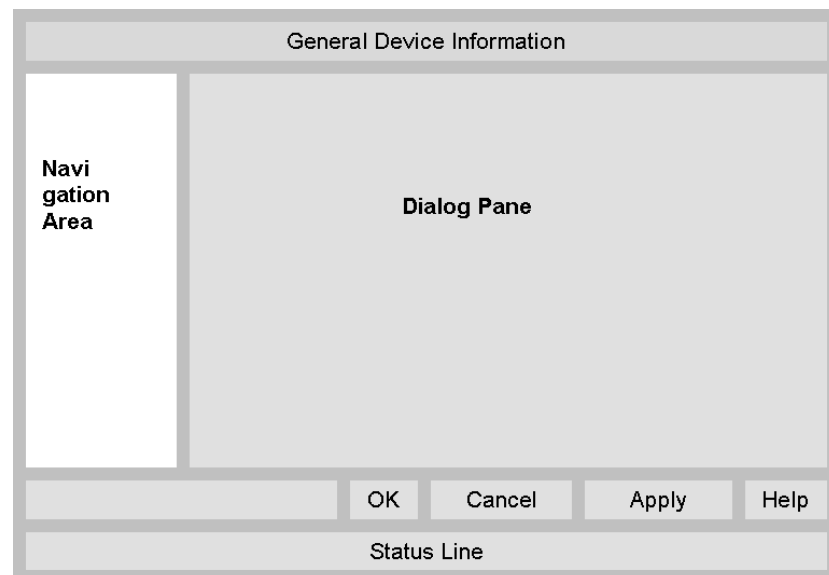 General Device Information
Navi
gation
Area
Dialog Pane
OK Cancel Apply Help
Status Line